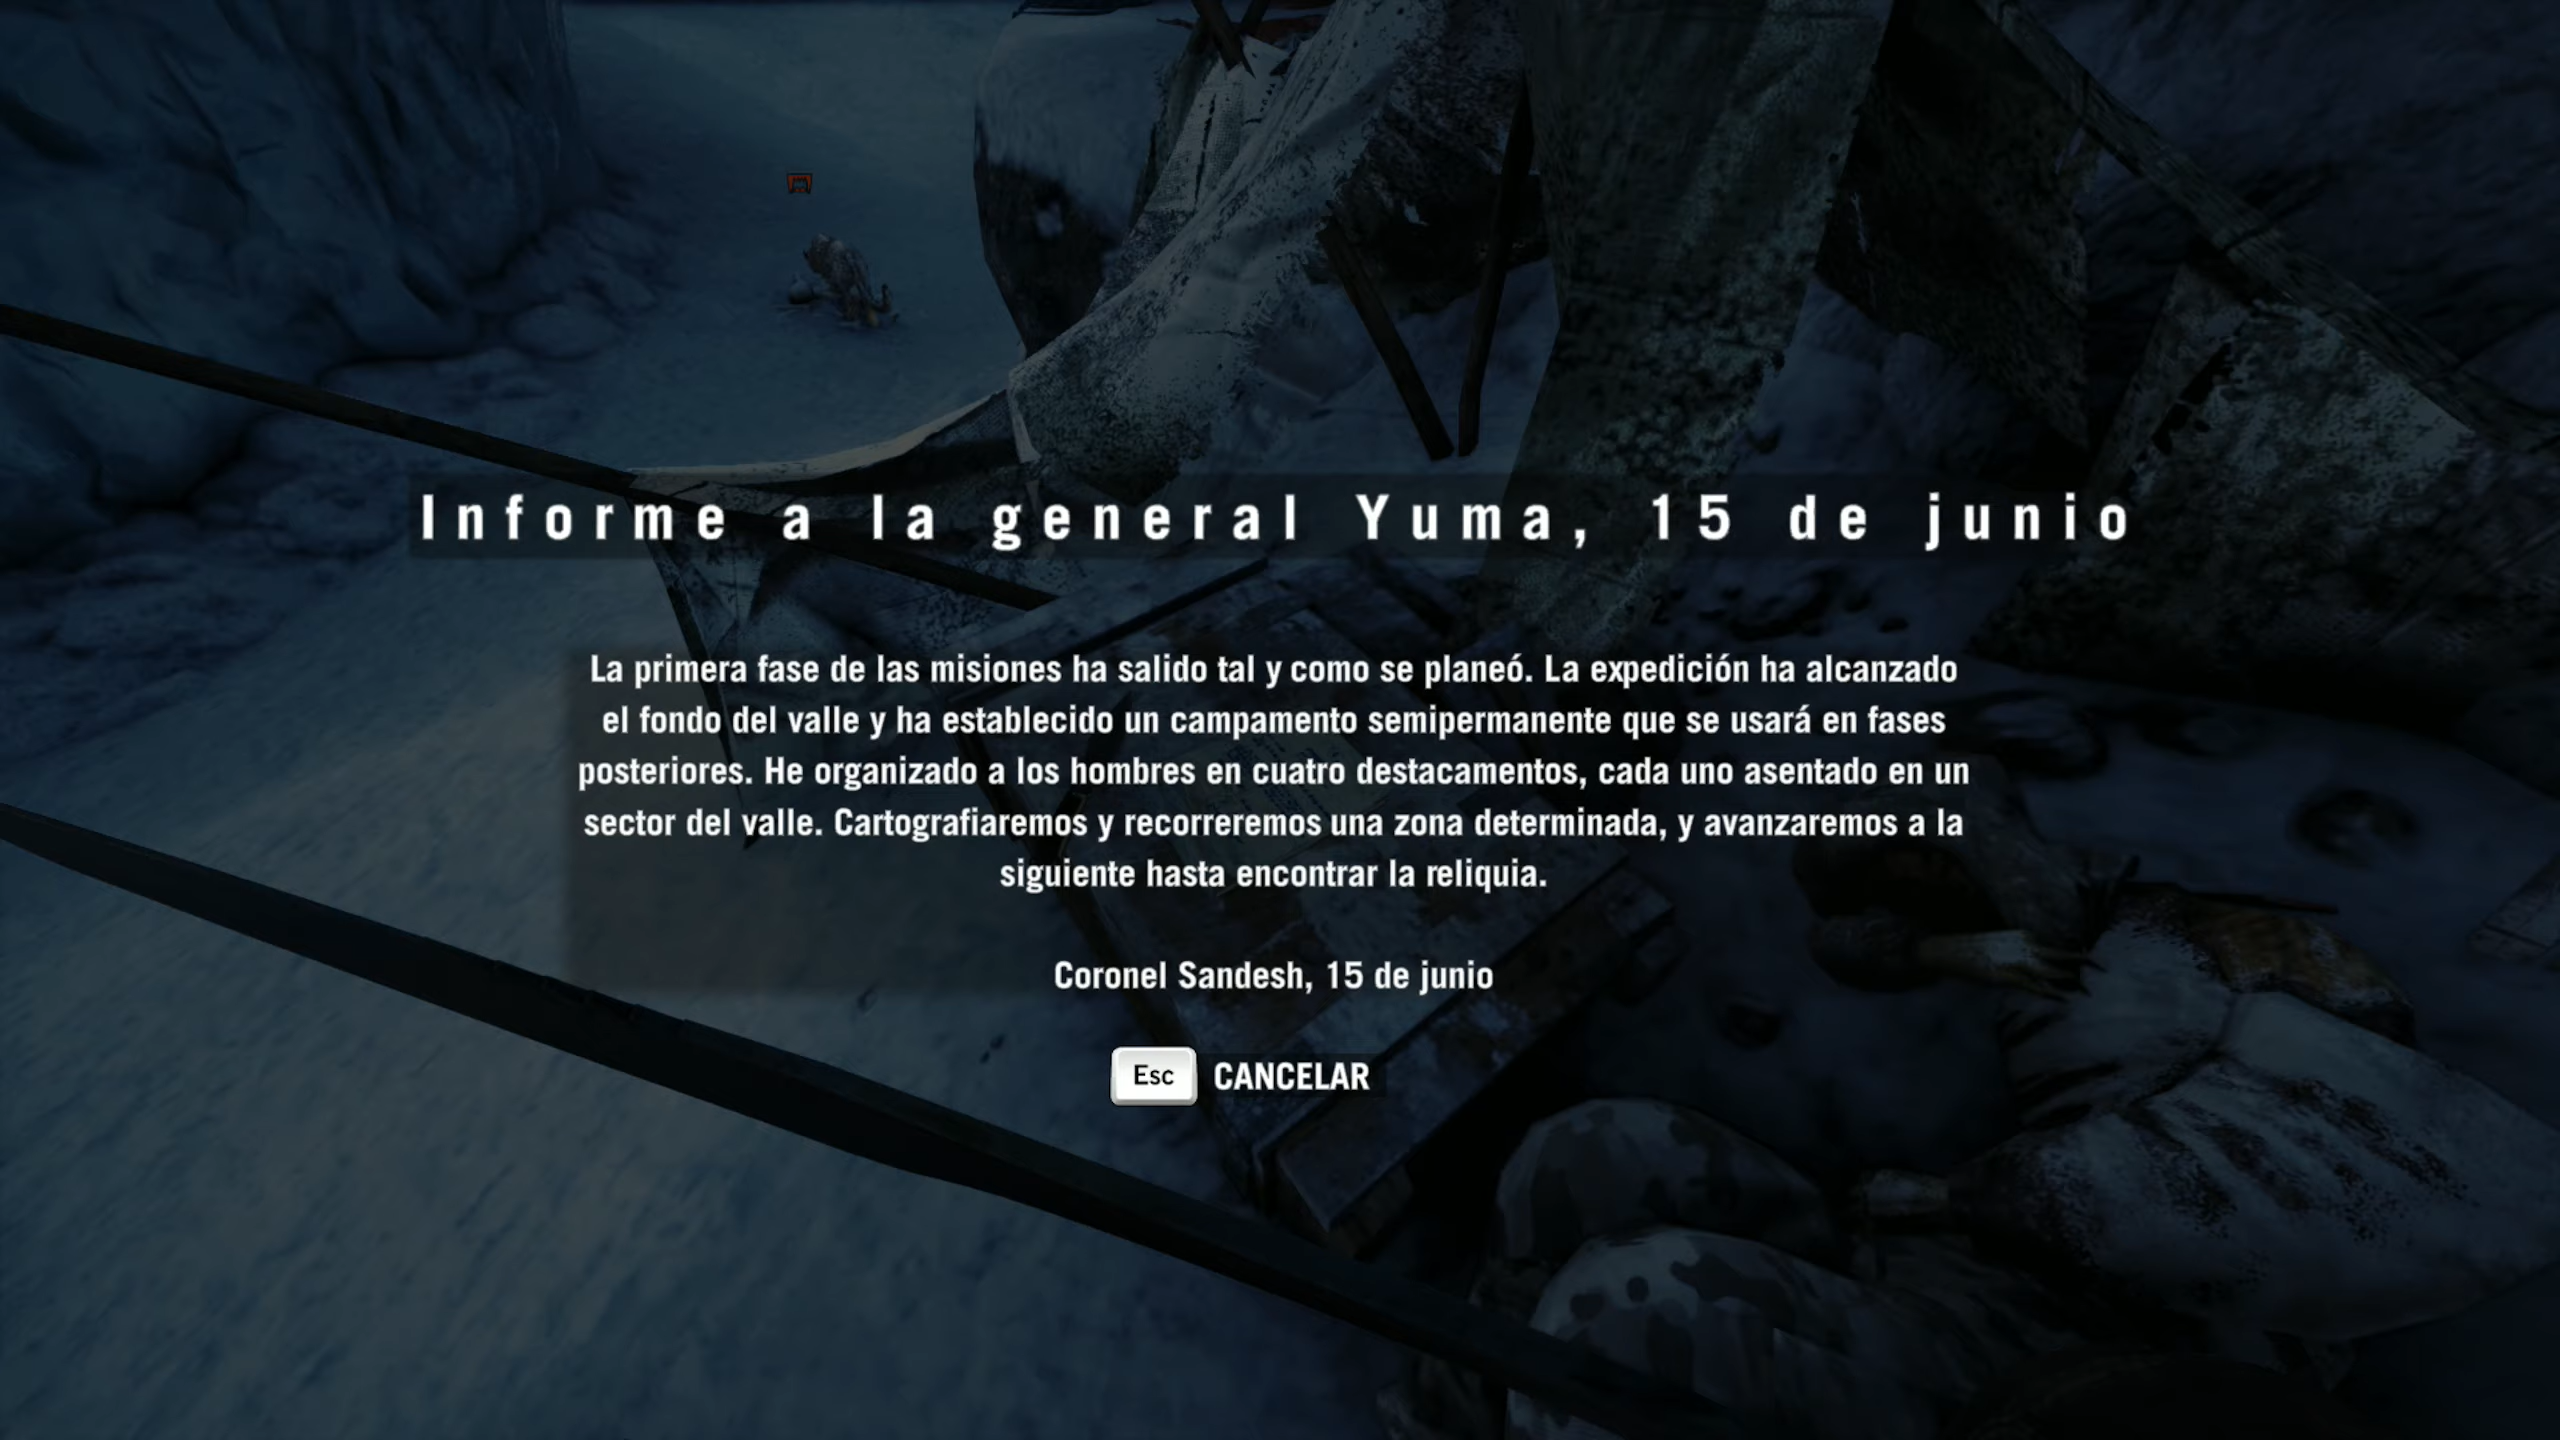 Informe a la general Yuma, 15 de junio
La primera fase de las misiones ha salido tal y como se planeó. La expedición ha alcanzado
el fondo del valle y ha establecido un campamento semipermanente que se usará en fases
posteriores. He organizado a los hombres en cuatro destacamentos, cada uno asentado en un
sector del valle. Cartografiaremos y recorreremos una zona determinada, y avanzaremos a la
siguiente hasta encontrar la reliquia.
Coronel Sandesh, 15 de junio
Esc CANCELAR